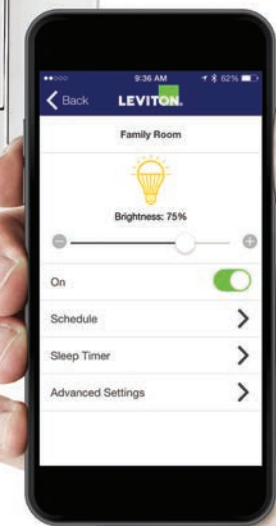 9:36 AM 62%
Back LEVITON.
Family Room
Brightness: 75%
On
Schedule
Sleep Timer
Advanced Settings